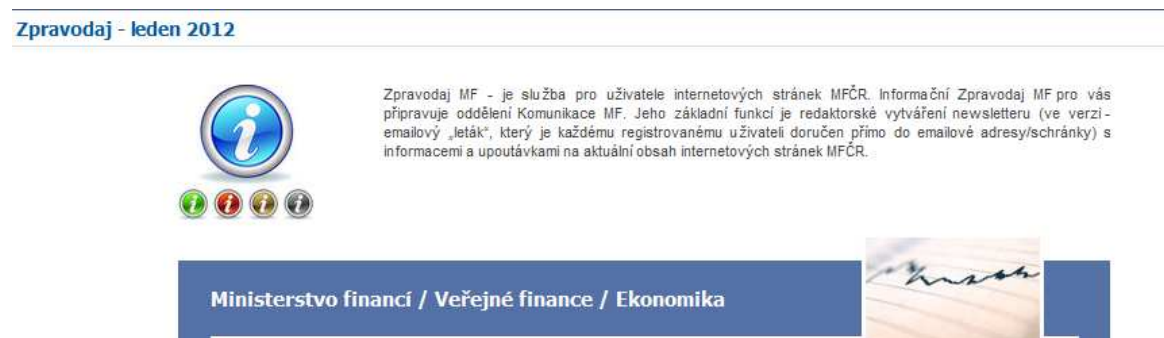 Zpravodaj - leden 2012
Zpravodaj MF - je služba pro uživatele internetových stránek MFČR. Informační Zpravodaj MF pro vás
připravuje oddělení Komunikace MF. Jeho základní funkcí je redaktorské vytváření newsletteru (ve verzi -
emailový „leták“, který je každému registrovanému uživateli doručen přímo do emailové adresy/schránky) s
informacemi a upoutávkami na aktuální obsah internetových stránek MFČR.
Ministerstvo financí / Veřejné finance / Ekonomika